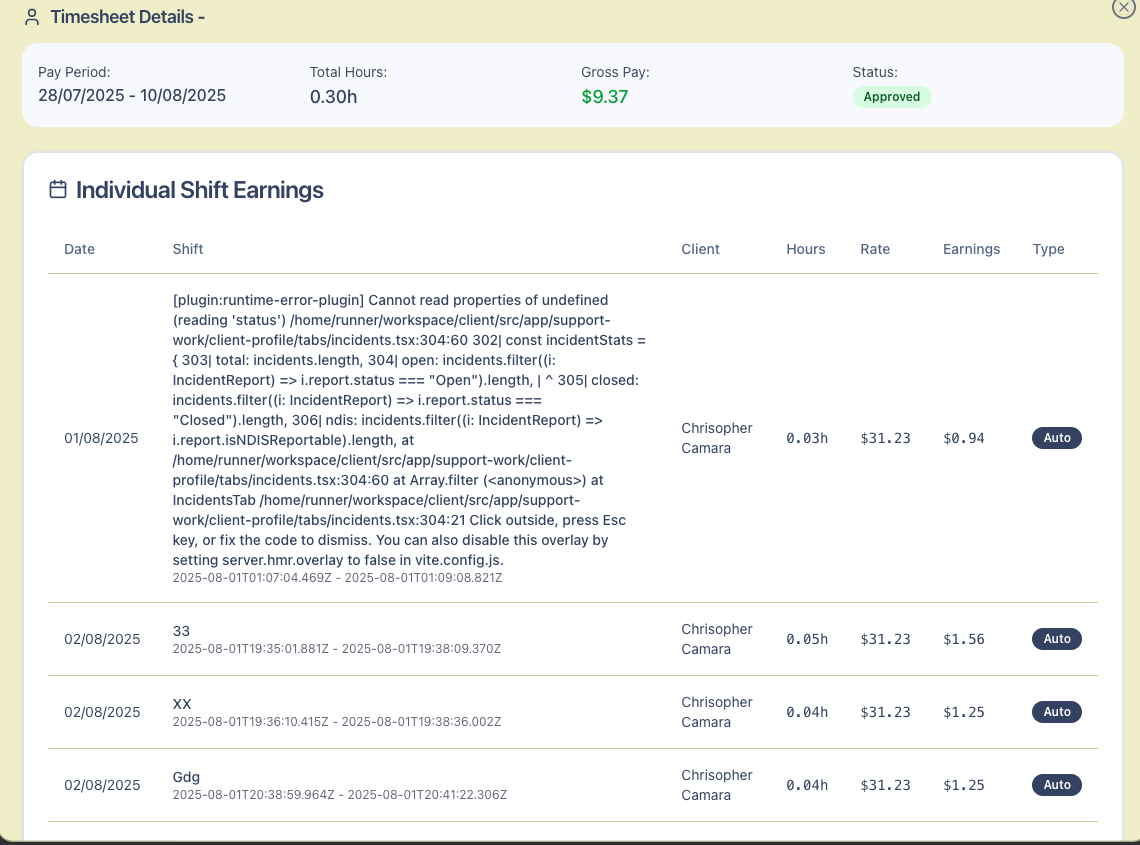 Timesheet Details -
Pay Period:
28/07/2025 - 10/08/2025
Total Hours:
0.30h
Gross Pay:
$9.37
Status:
Approved
Individual Shift Earnings
Date Shift Client Hours Rate Earnings Type
[plugin:runtime-error-plugin] Cannot read properties of undefined
(reading 'status') /home/runner/workspace/client/src/app/support-
work/client-profile/tabs/incidents.tsx:304:60 302| const incidentStats =
{ 303| total: incidents.length, 304| open: incidents.filter((i:
IncidentReport) => i.report.status === "Open").length, | ^ 305| closed:
incidents.filter((i: IncidentReport) => i.report.status ===
"Closed").length, 306| ndis: incidents.filter((i: IncidentReport) =>
i.report.isNDISReportable).length, at
/home/runner/workspace/client/src/app/support-work/client-
profile/tabs/incidents.tsx:304:60 at Array.filter (<anonymous>) at
IncidentsTab /home/runner/workspace/client/src/app/support-
work/client-profile/tabs/incidents.tsx:304:21 Click outside, press Esc
key, or fix the code to dismiss. You can also disable this overlay by
setting server.hmr.overlay to false in vite.config.js.
2025-08-01T01:07:04.469Z - 2025-08-01T01:09:08.821Z
01/08/2025
Chrisopher
Camara
0.03h $31.23 $0.94 Auto
02/08/2025
33
2025-08-01T19:35:01.881Z - 2025-08-01T19:38:09.370Z
Chrisopher
Camara
0.05h $31.23 $1.56 Auto
02/08/2025
XX
2025-08-01T19:36:10.415Z - 2025-08-01T19:38:36.002Z
Chrisopher
Camara
0.04h $31.23 $1.25 Auto
02/08/2025
Gdg
2025-08-01T20:38:59.964Z - 2025-08-01T20:41:22.306Z
Chrisopher
Camara
0.04h $31.23 $1.25 Auto